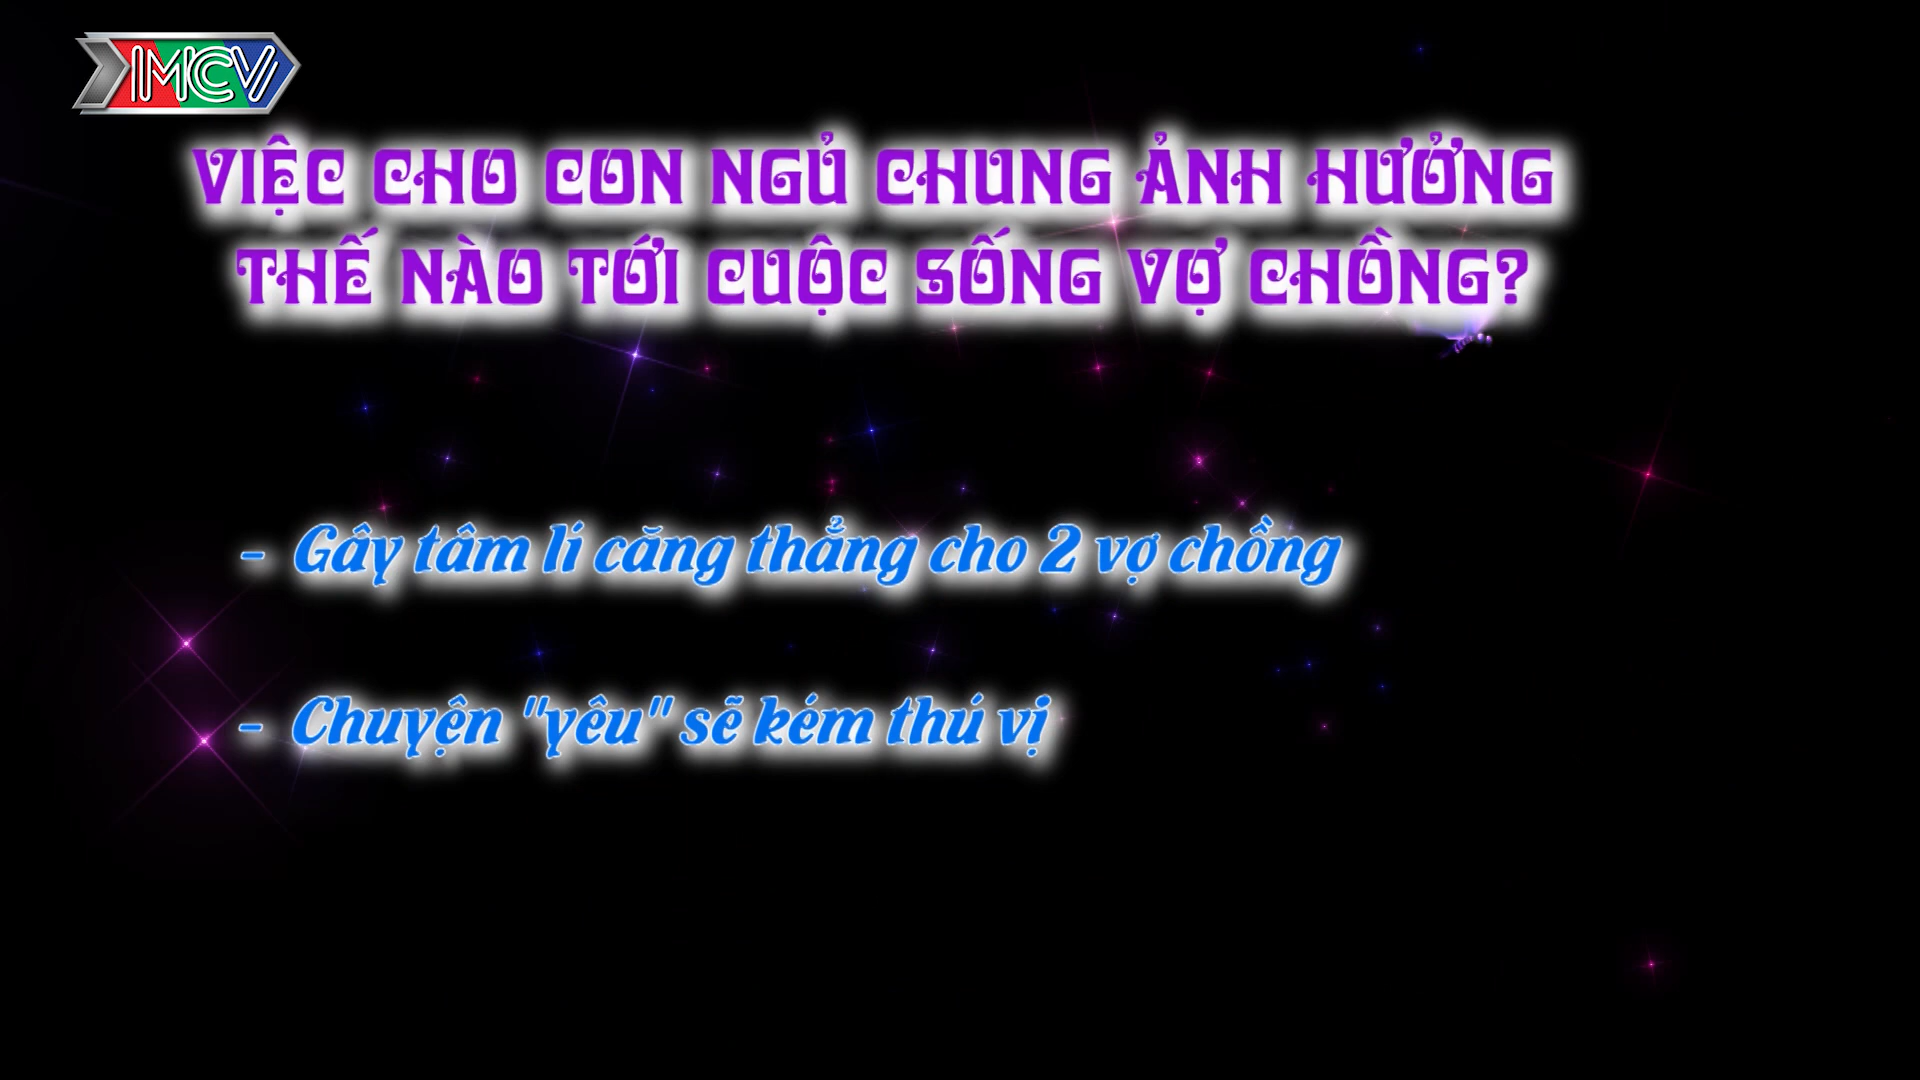 MCV
VIỆC CHO CON NGỦ CHUNG ẢNH HƯỞNG
THẾ NÀO TỚI CUỘC SỐNG VỢ CHỒNG?
- Gây tâm lí căng thẳng cho 2 vợ chồng
- Chuyện "yêu" sẽ kém thú vị